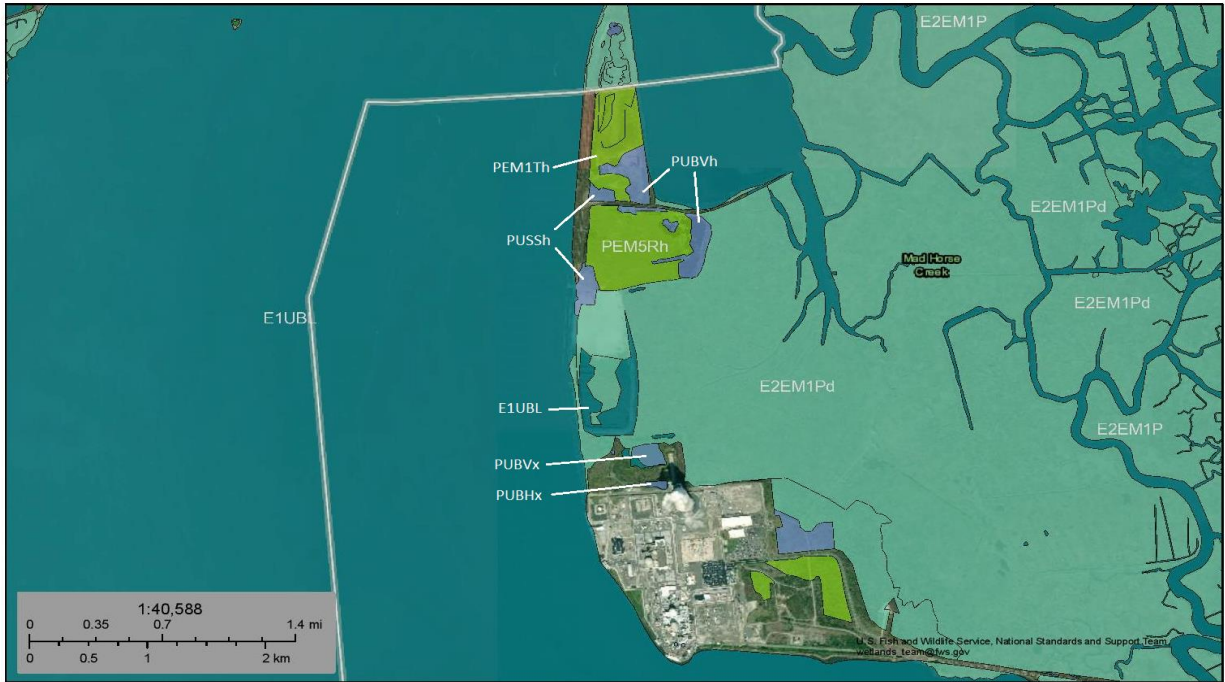 E2EM1P
PEM1Th
PUBVh
E2EM1Pd
PUSSh
PEM5Rh
Mad Horse
Creek
E2EM1Pd
E1UBL
E2EM1Pd
E1UBL
E2EM1P
PUBVx
PUBHx
1:40,588
0 0.35 0.7 1.4 mi
0 0.5 1 2 km
U.S. Fish and Wildlife Service, National Standards and Support Team
wetlands_team@fws.gov